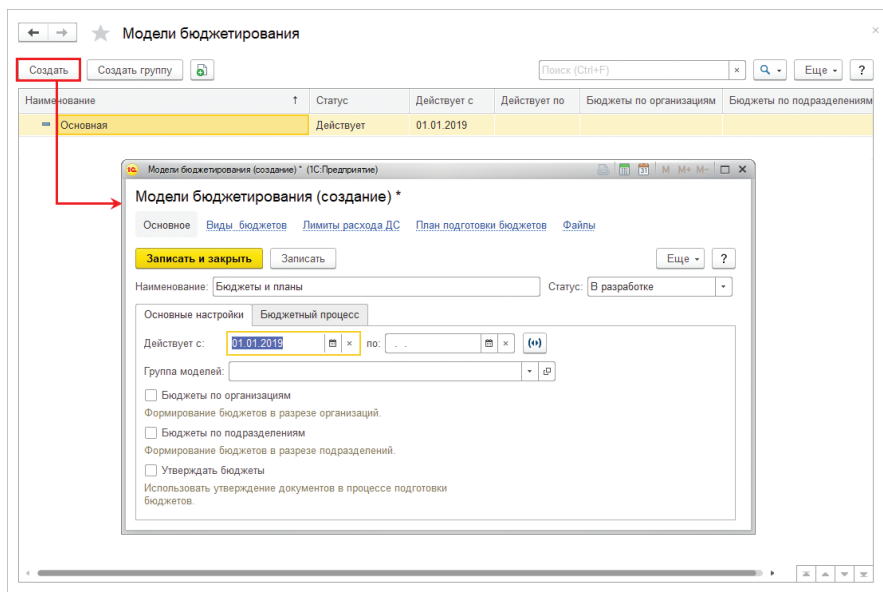 Модели бюджетирования
Создать Создать группу Поиск (Ctrl+F) × Еще ?
Наименование ↑ Статус Действует с Действует по Бюджеты по организациям Бюджеты по подразделениям
Основная Действует 01.01.2019
1С Модели бюджетирования (создание) * (1С:Предприятие) 31 M M+ M-
Модели бюджетирования (создание) *
Основное Виды бюджетов Лимиты расхода ДС План подготовки бюджетов Файлы
Записать и закрыть Записать Еще ?
Наименование: Бюджеты и планы Статус: В разработке
Основные настройки Бюджетный процесс
Действует с: 01.01.2019 × по: . . ×
Группа моделей:
Бюджеты по организациям
Формирование бюджетов в разрезе организаций.
Бюджеты по подразделениям
Формирование бюджетов в разрезе подразделений.
Утверждать бюджеты
Использовать утверждение документов в процессе подготовки
бюджетов.